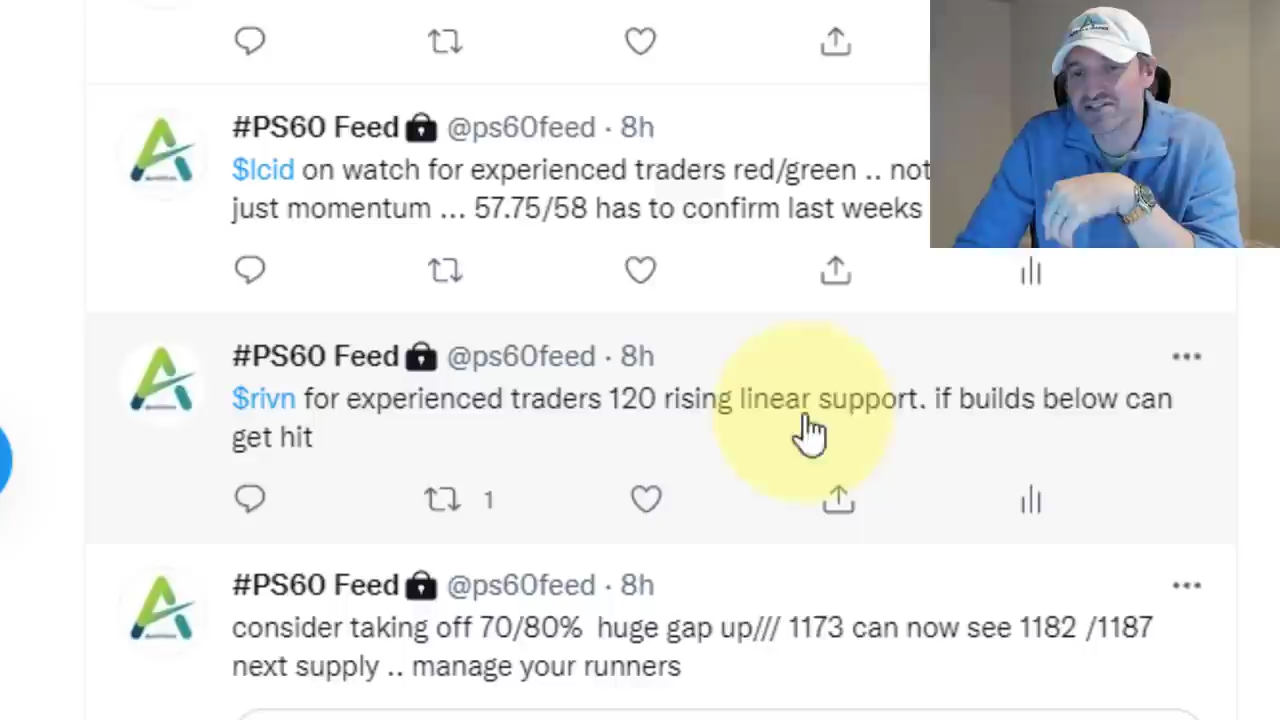 #PS60 Feed🔒 @ps60feed · 8h
$lcid on watch for experienced traders red/green .. not
just momentum ... 57.75/58 has to confirm last weeks
#PS60 Feed🔒 @ps60feed · 8h
$rivn for experienced traders 120 rising linear support. if builds below can
get hit
1
#PS60 Feed🔒 @ps60feed · 8h
consider taking off 70/80% huge gap up/// 1173 can now see 1182 /1187
next supply .. manage your runners